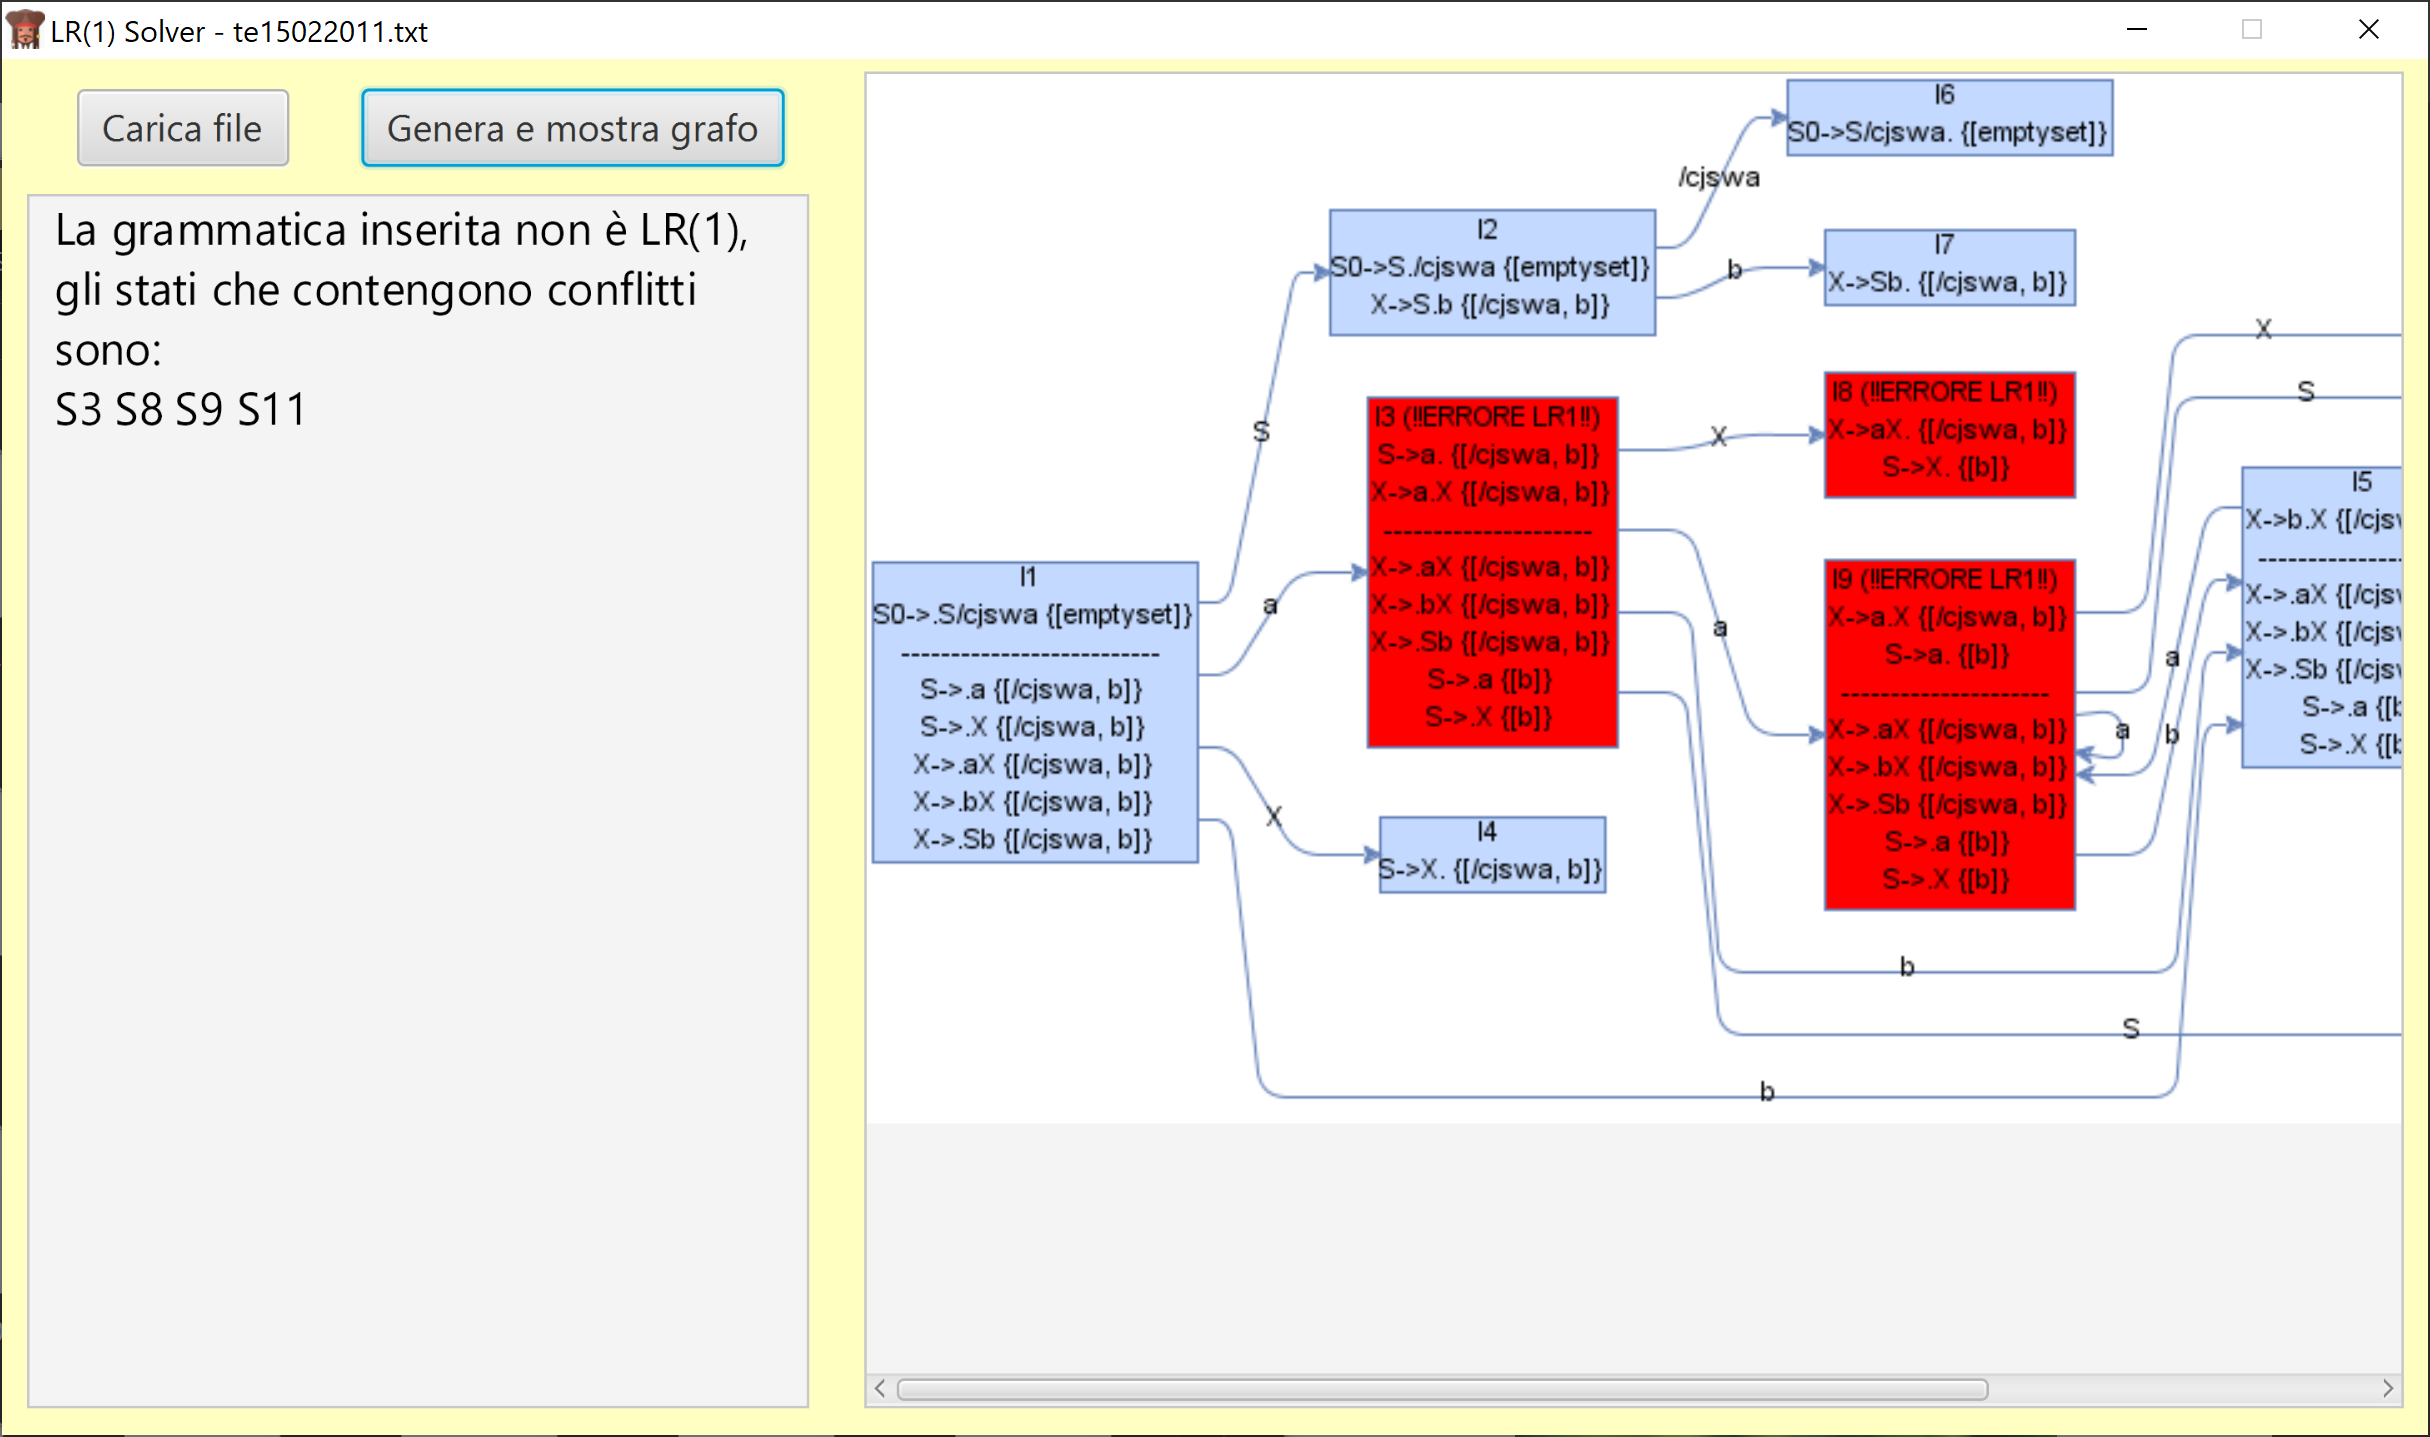 LR(1) Solver - te15022011.txt
Carica file
Genera e mostra grafo
La grammatica inserita non è LR(1),
gli stati che contengono conflitti
sono:
S3 S8 S9 S11
I1
S0->.S/cjswa {[emptyset]}
--------------------------
S->.a {[/cjswa, b]}
S->.X {[/cjswa, b]}
X->.aX {[/cjswa, b]}
X->.bX {[/cjswa, b]}
X->.Sb {[/cjswa, b]}
S
a
X
b
I2
S0->S./cjswa {[emptyset]}
X->S.b {[/cjswa, b]}
/cjswa
b
I3 (!!ERRORE LR1!!)
S->a. {[/cjswa, b]}
X->a.X {[/cjswa, b]}
---------------------
X->.aX {[/cjswa, b]}
X->.bX {[/cjswa, b]}
X->.Sb {[/cjswa, b]}
S->.a {[b]}
S->.X {[b]}
X
a
b
S
I4
S->X. {[/cjswa, b]}
I6
S0->S/cjswa. {[emptyset]}
I7
X->Sb. {[/cjswa, b]}
I8 (!!ERRORE LR1!!)
X->aX. {[/cjswa, b]}
S->X. {[b]}
I9 (!!ERRORE LR1!!)
X->a.X {[/cjswa, b]}
S->a. {[b]}
---------------------
X->.aX {[/cjswa, b]}
X->.bX {[/cjswa, b]}
X->.Sb {[/cjswa, b]}
S->.a {[b]}
S->.X {[b]}
X
S
a
a
b
I5
X->b.X {[/cjs
---------------
X->.aX {[/cjs
X->.bX {[/cjs
X->.Sb {[/cjs
S->.a {[
S->.X {[